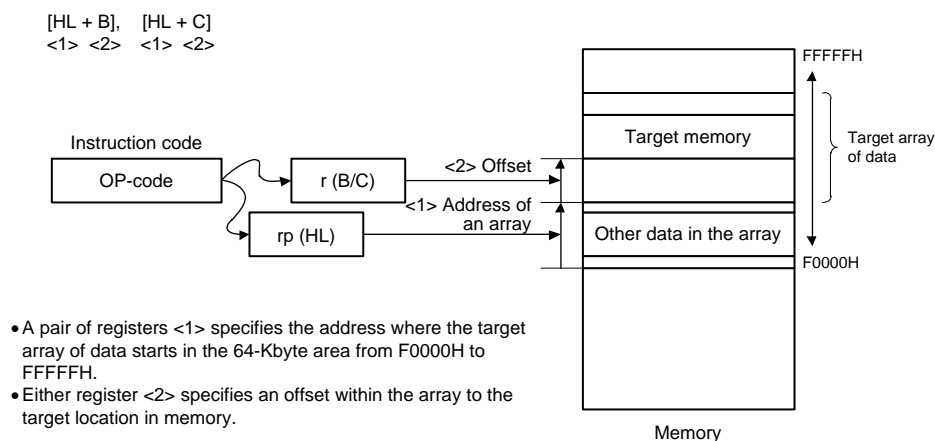 [HL + B], [HL + C]
<1> <2> <1> <2>
FFFFFH
Target memory
Target array
of data
Instruction code
OP-code
r (B/C)
<2> Offset
<1> Address of
an array
rp (HL)
Other data in the array
F0000H
• A pair of registers <1> specifies the address where the target
array of data starts in the 64-Kbyte area from F0000H to
FFFFFH.
• Either register <2> specifies an offset within the array to the
target location in memory.
Memory